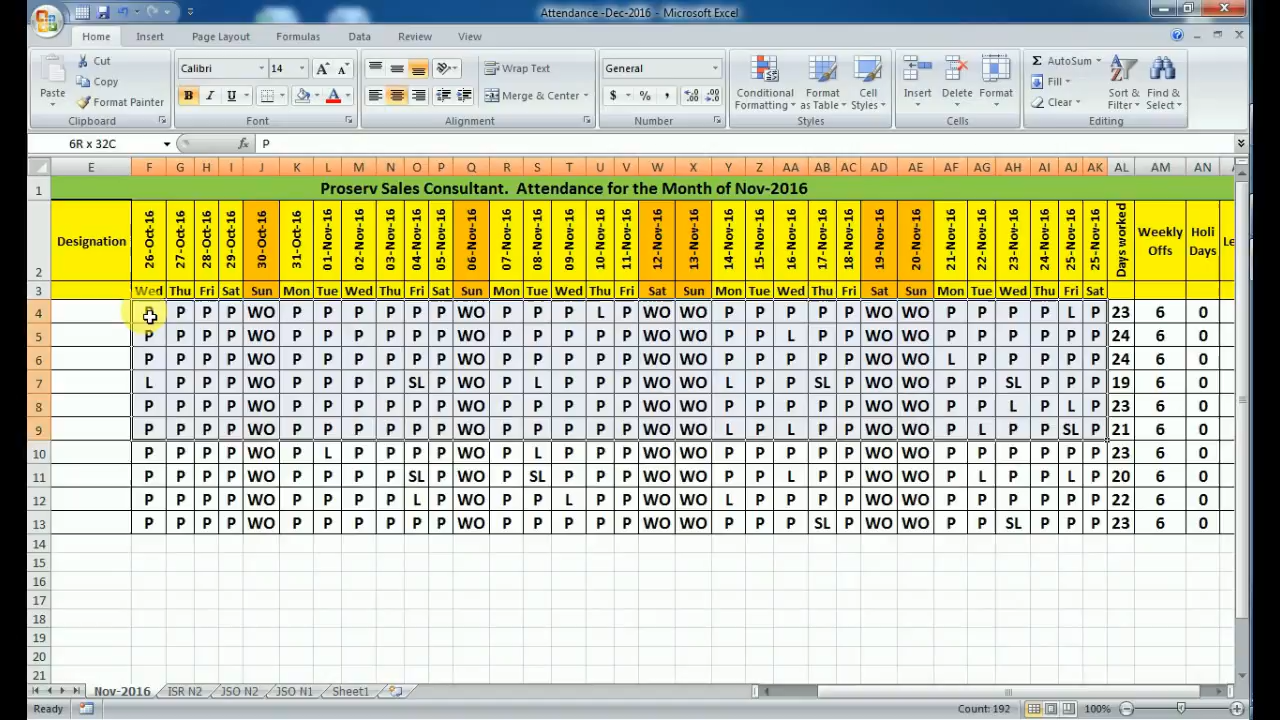 Attendance -Dec-2016 - Microsoft Excel
Home Insert Page Layout Formulas Data Review View
Paste Cut Copy Format Painter Clipboard
Calibri 14 B I U Font
Wrap Text Merge & Center Alignment
General $ % , Number
Conditional Formatting Format as Table Cell Styles Styles
Insert Delete Format Cells
Σ AutoSum Fill Clear Sort & Filter Find & Select Editing
6R x 32C fx P
E F G H I J K L M N O P Q R S T U V W X Y Z AA AB AC AD AE AF AG AH AI AJ AK AL AM AN
1 Proserv Sales Consultant. Attendance for the Month of Nov-2016
2 Designation 26-Oct-16 27-Oct-16 28-Oct-16 29-Oct-16 30-Oct-16 31-Oct-16 01-Nov-16 02-Nov-16 03-Nov-16 04-Nov-16 05-Nov-16 06-Nov-16 07-Nov-16 08-Nov-16 09-Nov-16 10-Nov-16 11-Nov-16 12-Nov-16 13-Nov-16 14-Nov-16 15-Nov-16 16-Nov-16 17-Nov-16 18-Nov-16 19-Nov-16 20-Nov-16 21-Nov-16 22-Nov-16 23-Nov-16 24-Nov-16 25-Nov-16 25-Nov-16 Days worked Weekly Offs Holi Days Le
3 Wed Thu Fri Sat Sun Mon Tue Wed Thu Fri Sat Sun Mon Tue Wed Thu Fri Sat Sun Mon Tue Wed Thu Fri Sat Sun Mon Tue Wed Thu Fri Sat
4 P P P P WO P P P P P P WO P P P L P WO WO P P P P P WO WO P P P P L P 23 6 0
5 P P P P WO P P P P P P WO P P P P P WO WO P P L P P WO WO P P P P P P 24 6 0
6 P P P P WO P P P P P P WO P P P P P WO WO P P P P P WO WO L P P P P P 24 6 0
7 L P P P WO P P P P SL P WO P L P P P WO WO L P P SL P WO WO P P SL P P P 19 6 0
8 P P P P WO P P P P P P WO P P P P P WO WO P P P P P WO WO P P L P L P 23 6 0
9 P P P P WO P P P P P P WO P P P P P WO WO L P L P P WO WO P L P P SL P 21 6 0
10 P P P P WO P L P P P P WO P L P P P WO WO P P P P P WO WO P P P P P P 23 6 0
11 P P P P WO P P P P SL P WO P SL P P P WO WO P P L P P WO WO P L P P L P 20 6 0
12 P P P P WO P P P P L P WO P P L P P WO WO L P P P P WO WO P P P P P P 22 6 0
13 P P P P WO P P P P P P WO P P P P P WO WO P P P SL P WO WO P P SL P P P 23 6 0
14
15
16
17
18
19
20
21
Nov-2016 ISR N2 JSO N2 JSO N1 Sheet1
Ready Count: 192 100%